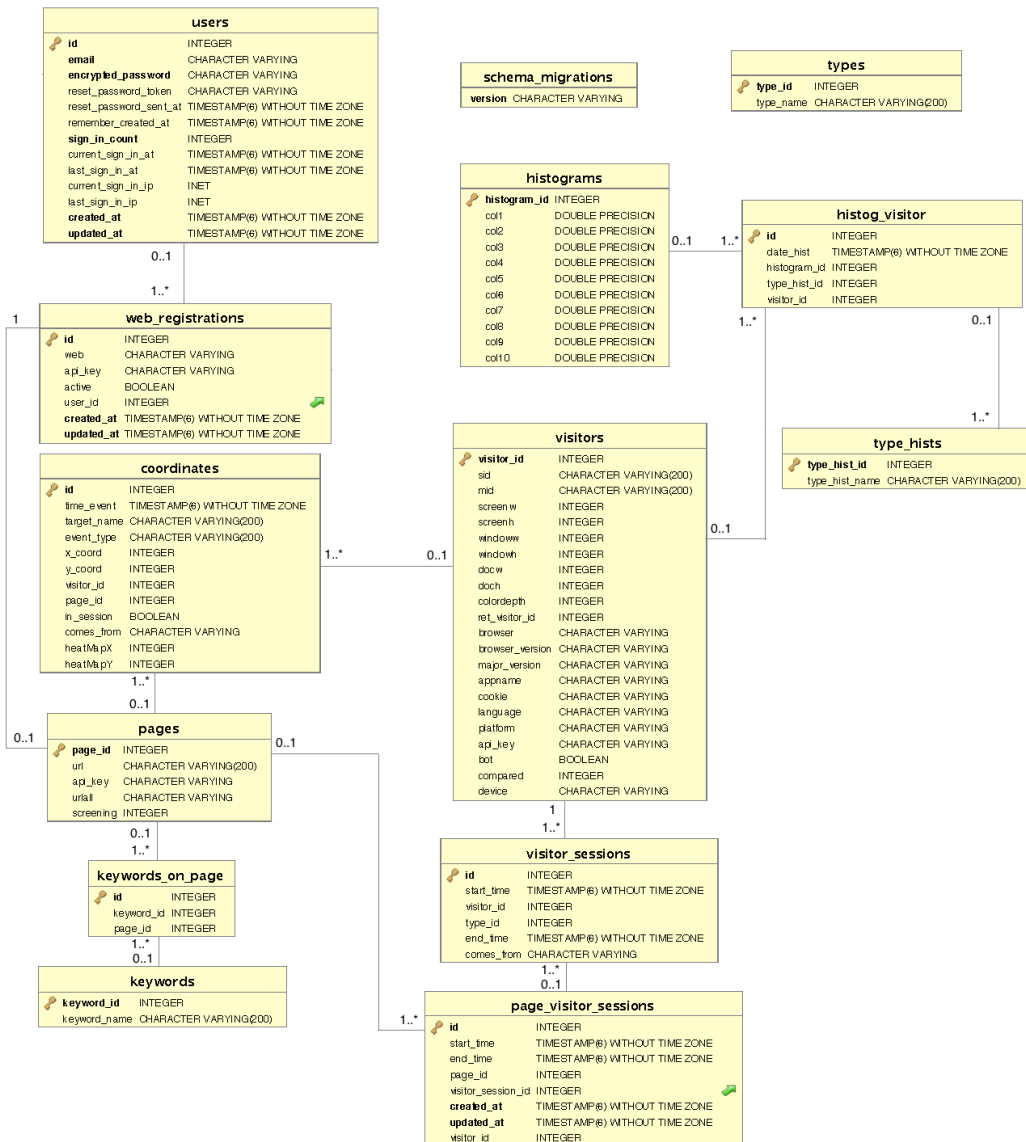 users
id INTEGER
email CHARACTER VARYING
encrypted_password CHARACTER VARYING
reset_password_token CHARACTER VARYING
reset_password_sent_at TIMESTAMP(6) WITHOUT TIME ZONE
remember_created_at TIMESTAMP(6) WITHOUT TIME ZONE
sign_in_count INTEGER
current_sign_in_at TIMESTAMP(6) WITHOUT TIME ZONE
last_sign_in_at TIMESTAMP(6) WITHOUT TIME ZONE
current_sign_in_ip INET
last_sign_in_ip INET
created_at TIMESTAMP(6) WITHOUT TIME ZONE
updated_at TIMESTAMP(6) WITHOUT TIME ZONE
schema_migrations
version CHARACTER VARYING
types
type_id INTEGER
type_name CHARACTER VARYING(200)
histograms
histogram_id INTEGER
col1 DOUBLE PRECISION
col2 DOUBLE PRECISION
col3 DOUBLE PRECISION
col4 DOUBLE PRECISION
col5 DOUBLE PRECISION
col6 DOUBLE PRECISION
col7 DOUBLE PRECISION
col8 DOUBLE PRECISION
col9 DOUBLE PRECISION
col10 DOUBLE PRECISION
0..1 1..*
histog_visitor
id INTEGER
date_hist TIMESTAMP(6) WITHOUT TIME ZONE
histogram_id INTEGER
type_hist_id INTEGER
visitor_id INTEGER
1..*
0..1
0..1
1..*
1
web_registrations
id INTEGER
web CHARACTER VARYING
api_key CHARACTER VARYING
active BOOLEAN
user_id INTEGER
created_at TIMESTAMP(6) WITHOUT TIME ZONE
updated_at TIMESTAMP(6) WITHOUT TIME ZONE
1..*
type_hists
type_hist_id INTEGER
type_hist_name CHARACTER VARYING(200)
coordinates
id INTEGER
time_event TIMESTAMP(6) WITHOUT TIME ZONE
target_name CHARACTER VARYING(200)
event_type CHARACTER VARYING(200)
x_coord INTEGER
y_coord INTEGER
visitor_id INTEGER
page_id INTEGER
in_session BOOLEAN
comes_from CHARACTER VARYING
heatMapX INTEGER
heatMapY INTEGER
1..* 0..1
visitors
visitor_id INTEGER
sid CHARACTER VARYING(200)
mid CHARACTER VARYING(200)
screenw INTEGER
screenh INTEGER
windoww INTEGER
windowh INTEGER
docw INTEGER
doch INTEGER
colordepth INTEGER
ret_visitor_id INTEGER
browser CHARACTER VARYING
browser_version CHARACTER VARYING
major_version CHARACTER VARYING
appname CHARACTER VARYING
cookie CHARACTER VARYING
language CHARACTER VARYING
platform CHARACTER VARYING
api_key CHARACTER VARYING
bot BOOLEAN
compared INTEGER
device CHARACTER VARYING
0..1
1..*
0..1
0..1
pages
page_id INTEGER
url CHARACTER VARYING(200)
api_key CHARACTER VARYING
urlall CHARACTER VARYING
screening INTEGER
0..1
0..1
1..*
keywords_on_page
id INTEGER
keyword_id INTEGER
page_id INTEGER
1..*
0..1
keywords
keyword_id INTEGER
keyword_name CHARACTER VARYING(200)
1
1..*
visitor_sessions
id INTEGER
start_time TIMESTAMP(6) WITHOUT TIME ZONE
visitor_id INTEGER
type_id INTEGER
end_time TIMESTAMP(6) WITHOUT TIME ZONE
comes_from CHARACTER VARYING
1..*
0..1
1..*
page_visitor_sessions
id INTEGER
start_time TIMESTAMP(6) WITHOUT TIME ZONE
end_time TIMESTAMP(6) WITHOUT TIME ZONE
page_id INTEGER
visitor_session_id INTEGER
created_at TIMESTAMP(6) WITHOUT TIME ZONE
updated_at TIMESTAMP(6) WITHOUT TIME ZONE
visitor_id INTEGER